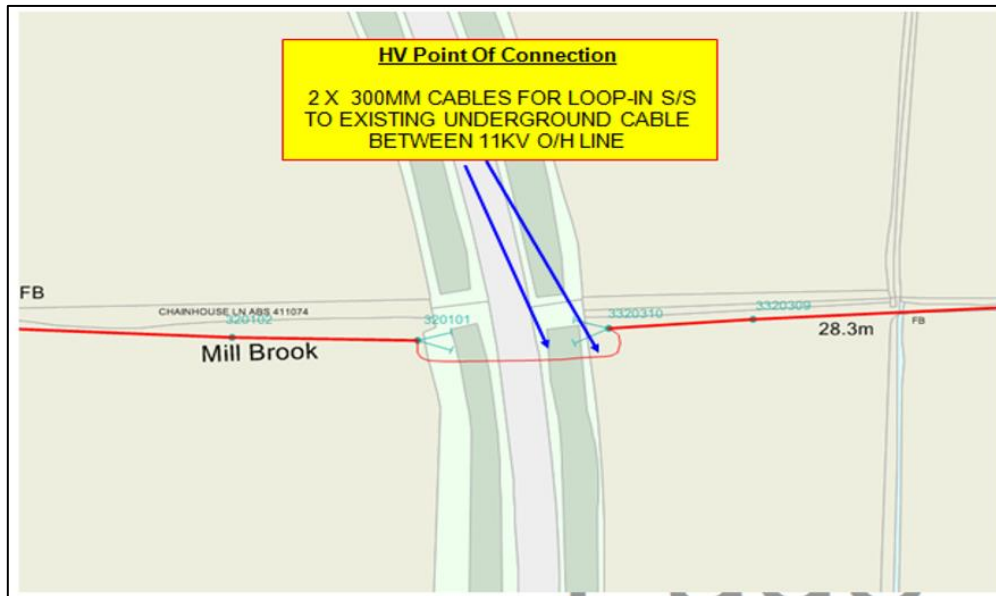 HV Point Of Connection
2 X 300MM CABLES FOR LOOP-IN S/S
TO EXISTING UNDERGROUND CABLE
BETWEEN 11KV O/H LINE
FB
CHAINHOUSE LN ABS 411074
320102
320101
3320310
3320309
Mill Brook
28.3m
FB